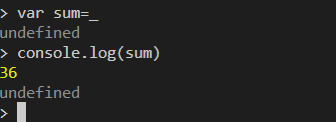 > var sum=_
undefined
> console.log(sum)
36
undefined
>